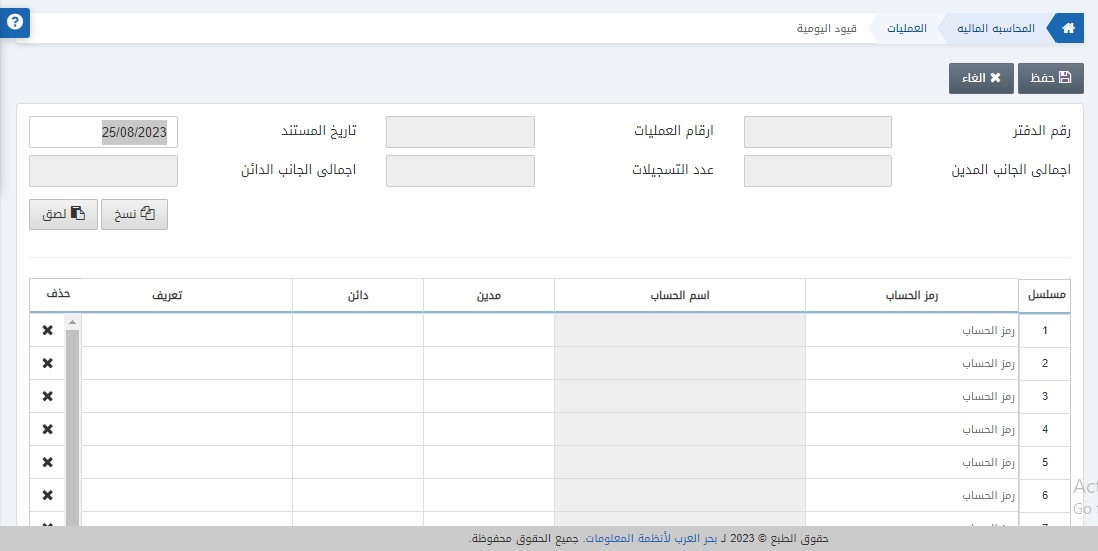 المحاسبه الماليه العمليات قيود اليومية
?
حفظ الغاء
رقم الدفتر ارقام العمليات تاريخ المستند 25/08/2023
اجمالى الجانب المدين عدد التسجيلات اجمالى الجانب الدائن
نسخ لصق
مسلسل رمز الحساب اسم الحساب مدين دائن تعريف حذف
1 رمز الحساب
2 رمز الحساب
3 رمز الحساب
4 رمز الحساب
5 رمز الحساب
6 رمز الحساب
Act
Go t
حقوق الطبع © 2023 لـ بحر العرب لأنظمة المعلومات. جميع الحقوق محفوظة.